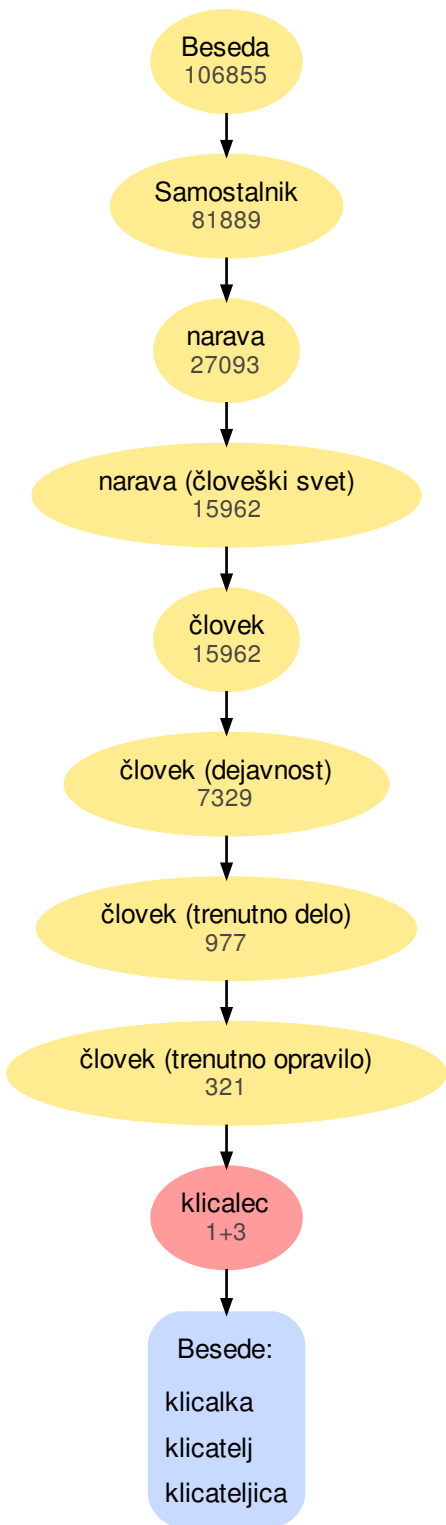 Beseda
106855
Samostalnik
81889
narava
27093
narava (človeški svet)
15962
človek
15962
človek (dejavnost)
7329
človek (trenutno delo)
977
človek (trenutno opravilo)
321
klicalec
1+3
Besede:
klicalka
klicatelj
klicateljica